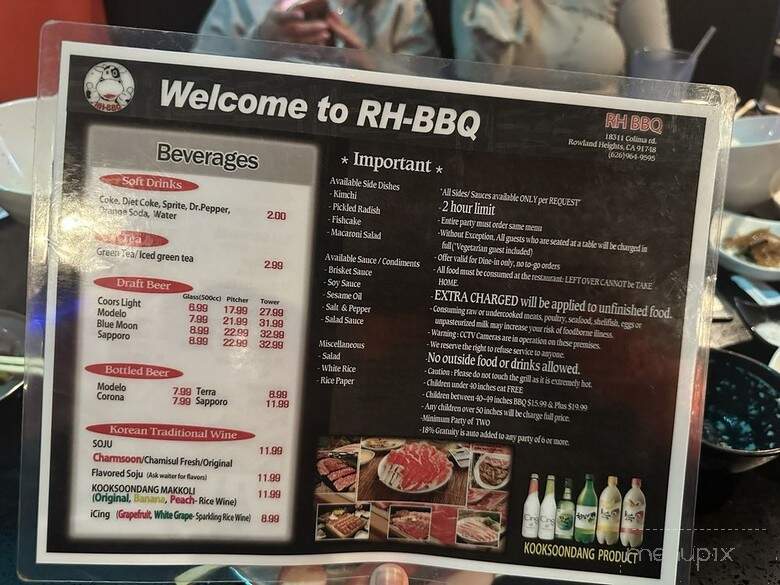 RH-BBQ
Welcome to RH-BBQ
RH BBQ
18311 Colima rd.
Rowland Heights, CA 91748
(626)964-9595
Beverages
Soft Drinks
Coke, Diet Coke, Sprite, Dr.Pepper,
Orange Soda, Water 2.00
Tea
Green Tea/ Iced green tea 2.99
Draft Beer
Glass(500cc) Pitcher Tower
Coors Light 6.99 17.99 27.99
Modelo 7.99 21.99 31.99
Blue Moon 8.99 22.99 32.99
Sapporo 8.99 22.99 32.99
Bottled Beer
Modelo 7.99 Terra 8.99
Corona 7.99 Sapporo 11.99
Korean Traditional Wine
SOJU
Charmsoon/Chamisul Fresh/Original 11.99
Flavored Soju (Ask waiter for flavors) 11.99
KOOKSOONDANG MAKKOLI 11.99
(Original, Banana, Peach- Rice Wine)
iCing (Grapefruit, White Grape- Sparkling Rice Wine) 8.99
* Important *
Available Side Dishes
- Kimchi
- Pickled Radish
- Fishcake
- Macaroni Salad
Available Sauce / Condiments
- Brisket Sauce
- Soy Sauce
- Sesame Oil
- Salt & Pepper
- Salad Sauce
Miscellaneous
- Salad
- White Rice
- Rice Paper
"All Sides/ Sauces available ONLY per REQUEST"
- 2 hour limit
- Entire party must order same menu
-Without Exception, All guests who are seated at a table will be charged in
full ("Vegetarian guest included)
- Offer valid for Dine-in only, no to-go orders
- All food must be consumed at the restaurant: LEFT OVER CANNOT be TAKE
HOME.
- EXTRA CHARGED will be applied to unfinished food.
- Consuming raw or undercooked meats, poultry, seafood, shellfish, eggs or
unpasteurized milk may increase your risk of foodborne illness.
- Warning : CCTV Cameras are in operation on these premises.
- We reserve the right to refuse service to anyone.
-No outside food or drinks allowed.
- Caution : Please do not touch the grill as it is extremely hot.
- Children under 40 inches eat FREE
- Children between 40~49 inches BBQ $15.99 & Plus $19.99
- Any children over 50 inches will be charge full price.
-Minimum Party of TWO
-18% Gratuity is auto added to any party of 6 or more.
KOOKSOONDANG PRODUCT
menupix